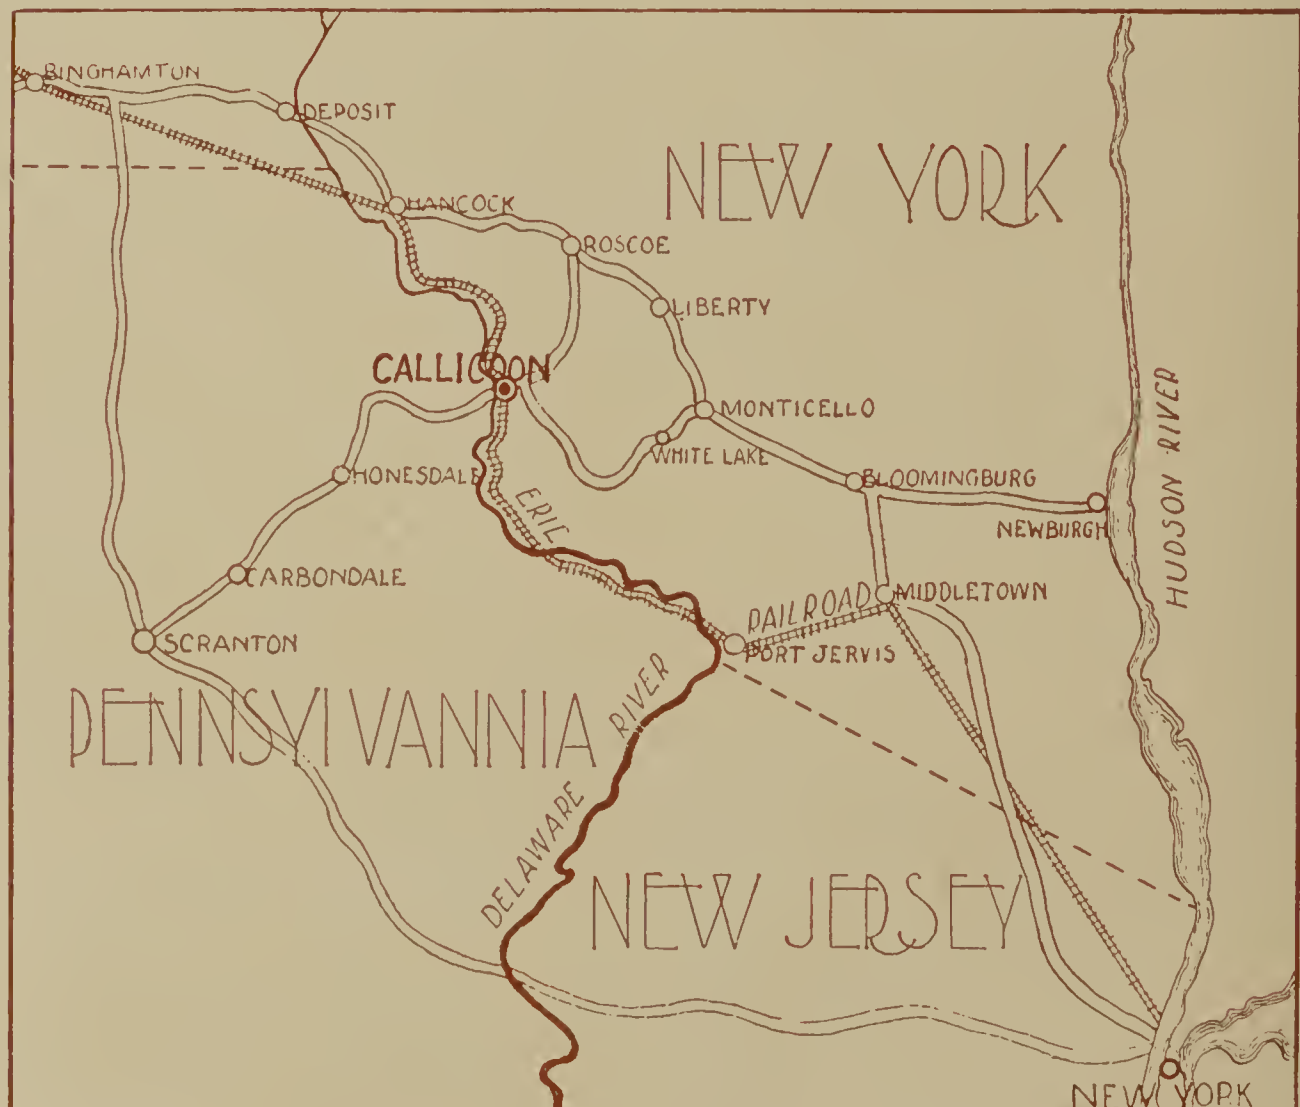 BINGHAMTON
DEPOSIT
NEW YORK
HANCOCK
ROSCOE
LIBERTY
CALLICOON
MONTICELLO
HUDSON RIVER
WHITE LAKE
HONESDALE
BLOOMINGBURG
ERIE
NEWBURGH
CARBONDALE
MIDDLETOWN
RAILROAD
SCRANTON
PORT JERVIS
PENNSYLVANNIA
DELAWARE RIVER
NEW JERSEY
NEW YORK